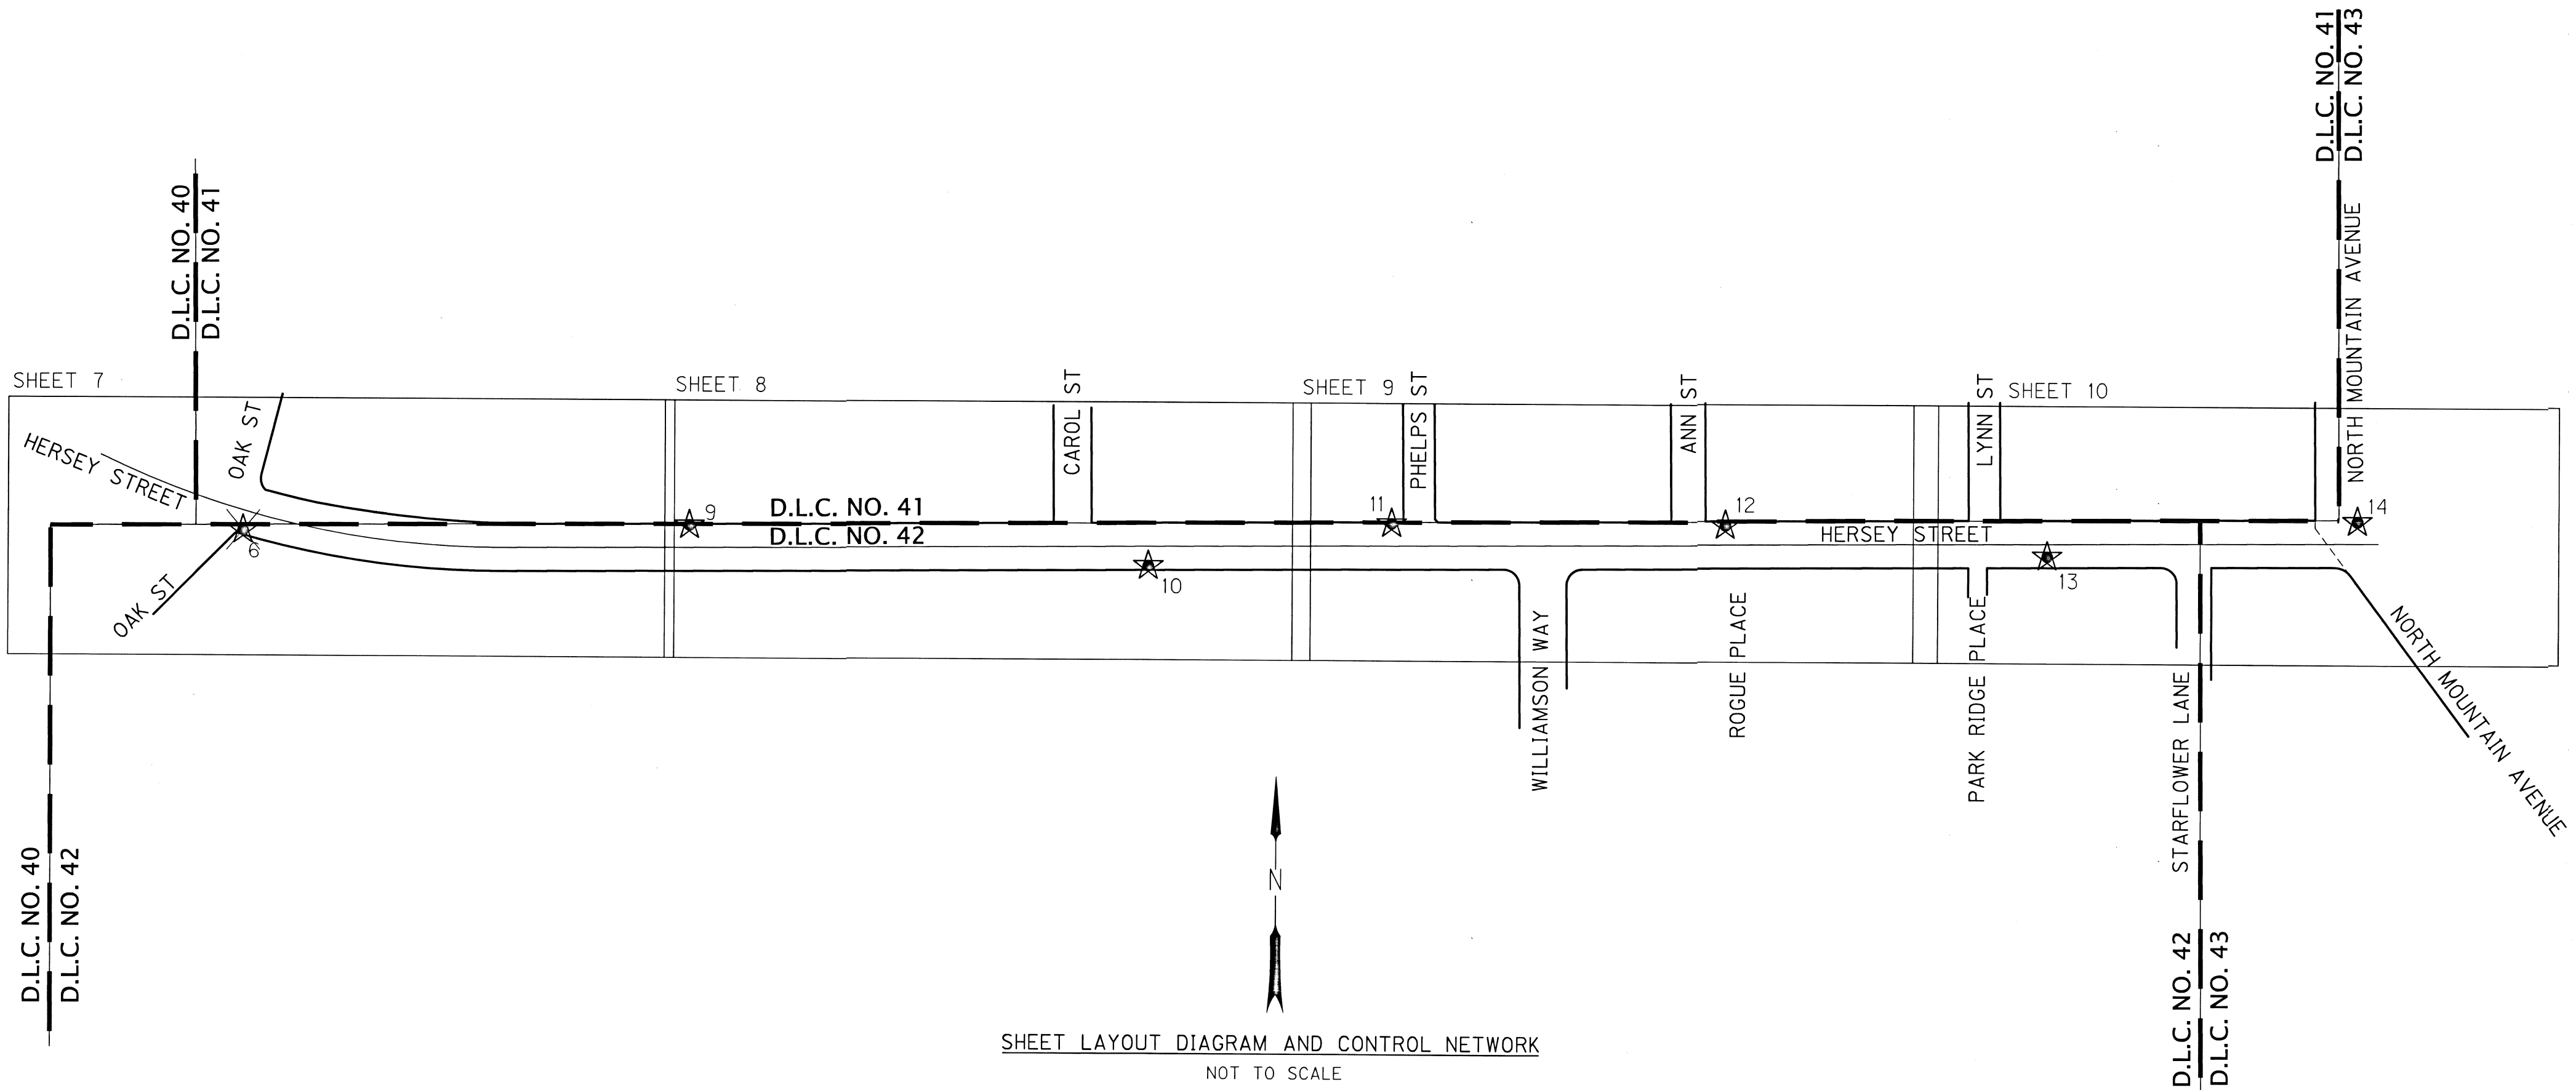 D.L.C. NO. 41
D.L.C. NO. 43
D.L.C. NO. 40
D.L.C. NO. 41
NORTH MOUNTAIN AVENUE
SHEET 7
SHEET 8
SHEET 9
SHEET 10
OAK ST
CAROL ST
PHELPS ST
ANN ST
LYNN ST
HERSEY STREET
9
D.L.C. NO. 41
11
12
14
D.L.C. NO. 42
HERSEY STREET
6
10
13
OAK ST
WILLIAMSON WAY
ROGUE PLACE
PARK RIDGE PLACE
STARFLOWER LANE
NORTH MOUNTAIN AVENUE
D.L.C. NO. 40
D.L.C. NO. 42
N
D.L.C. NO. 42
D.L.C. NO. 43
SHEET LAYOUT DIAGRAM AND CONTROL NETWORK
NOT TO SCALE